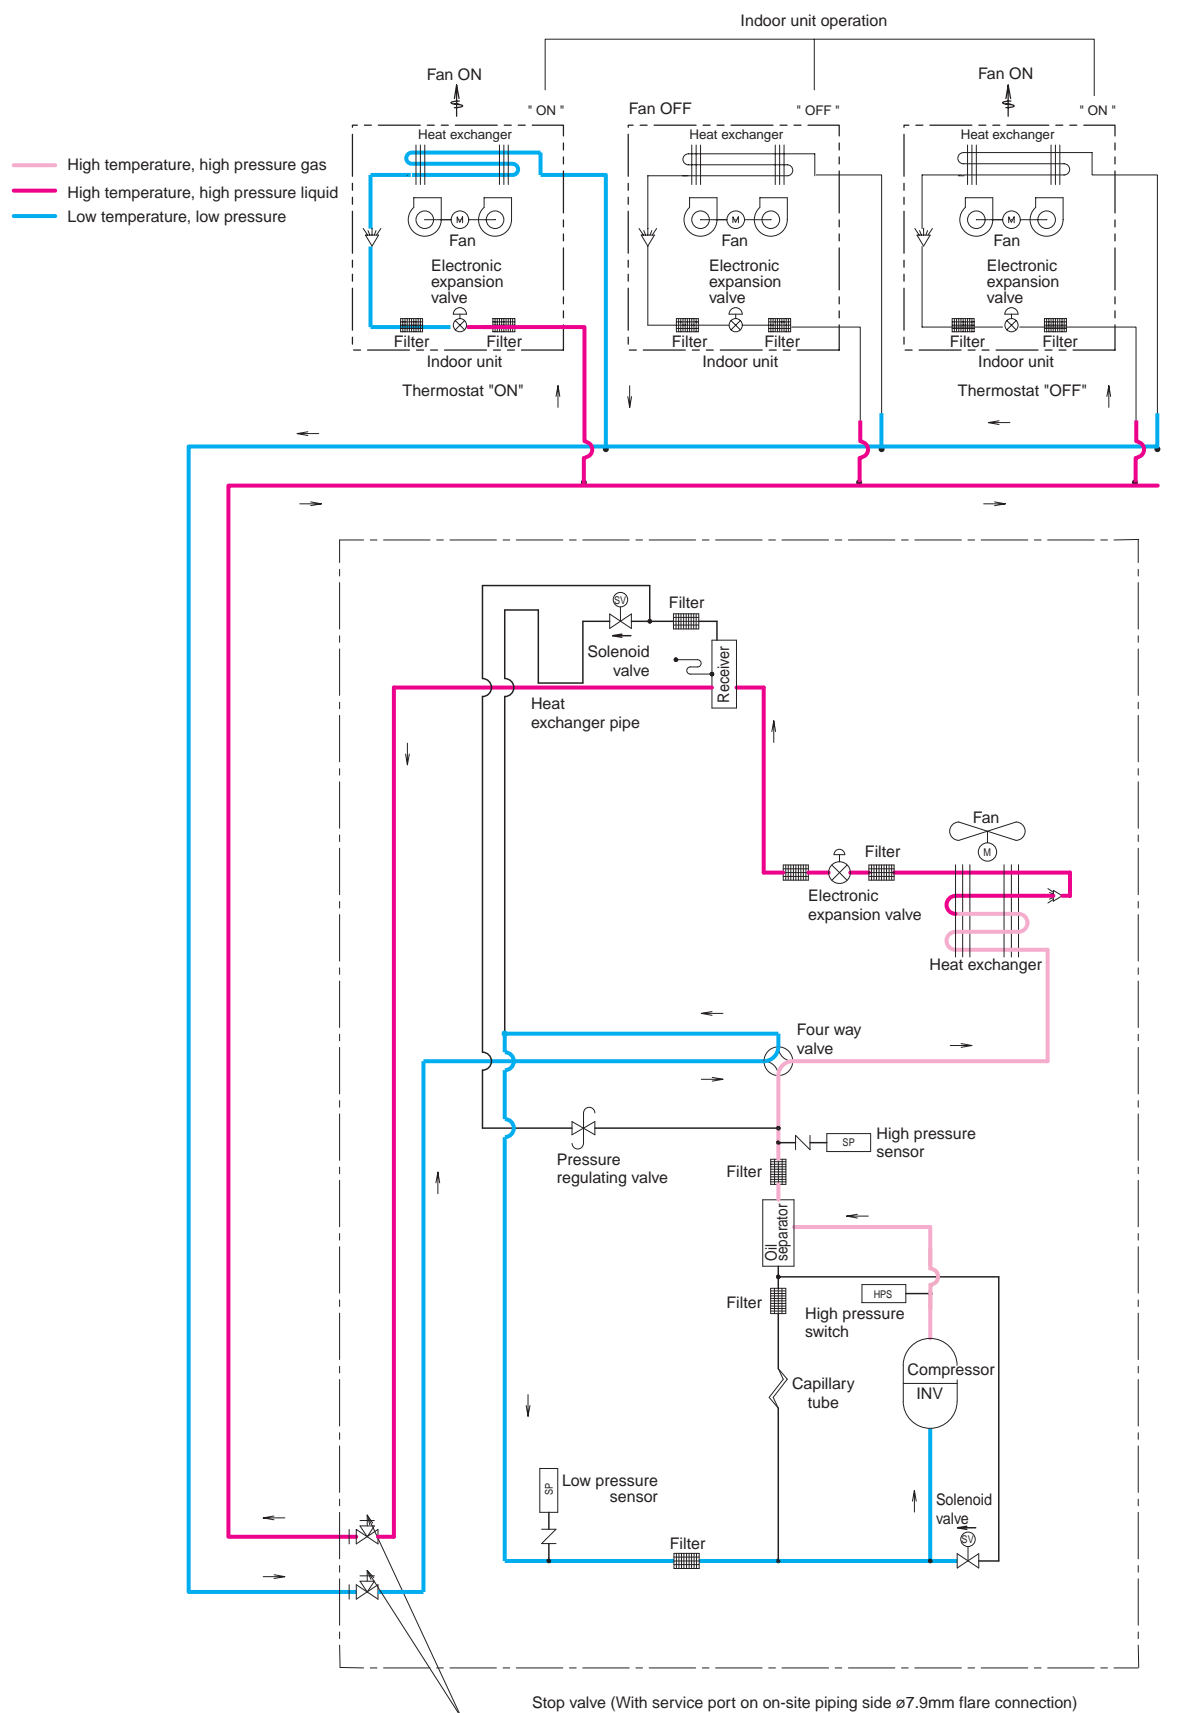 Indoor unit operation
Fan ON
" ON "
Fan OFF
" OFF "
Fan ON
" ON "
High temperature, high pressure gas
High temperature, high pressure liquid
Low temperature, low pressure
Heat exchanger
M
Fan
Electronic
expansion
valve
Filter
Filter
Indoor unit
Thermostat "ON"
Heat exchanger
M
Fan
Electronic
expansion
valve
Filter
Filter
Indoor unit
Heat exchanger
M
Fan
Electronic
expansion
valve
Filter
Filter
Indoor unit
Thermostat "OFF"
SV
Filter
Solenoid
valve
Receiver
Heat
exchanger pipe
Fan
M
Filter
Electronic
expansion valve
Heat exchanger
Four way
valve
Pressure
regulating valve
SP
High pressure
sensor
Filter
Oil
separator
Filter
HPS
High pressure
switch
Compressor
INV
Capillary
tube
SP
Low pressure
sensor
Filter
Solenoid
valve
SV
Stop valve (With service port on on-site piping side ø7.9mm flare connection)